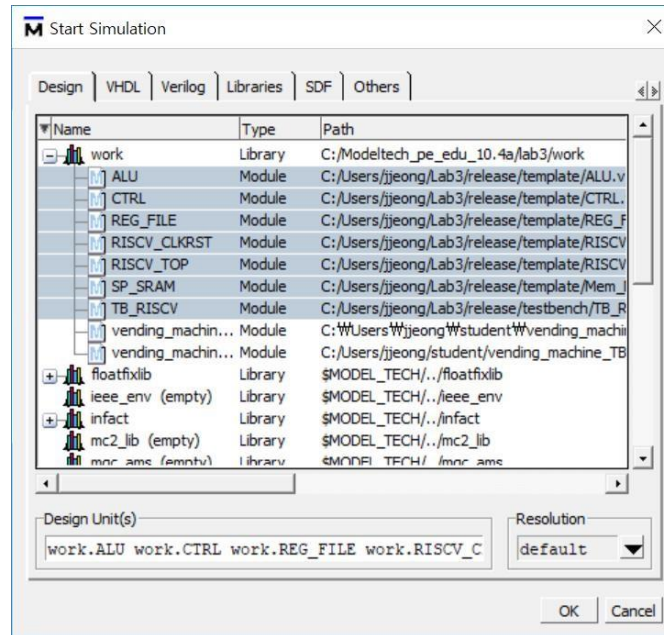 Start Simulation
Design VHDL Verilog Libraries SDF Others
Name Type Path
work Library C:/Modeltech_pe_edu_10.4a/lab3/work
ALU Module C:/Users/jjeong/Lab3/release/template/ALU.v
CTRL Module C:/Users/jjeong/Lab3/release/template/CTRL.
REG_FILE Module C:/Users/jjeong/Lab3/release/template/REG_F
RISCV_CLKRST Module C:/Users/jjeong/Lab3/release/template/RISCV
RISCV_TOP Module C:/Users/jjeong/Lab3/release/template/RISCV
SP_SRAM Module C:/Users/jjeong/Lab3/release/template/Mem_
TB_RISCV Module C:/Users/jjeong/Lab3/release/testbench/TB_R
vending_machin... Module C:₩Users₩jjeong₩student₩vending_machi
vending_machin... Module C:/Users/jjeong/student/vending_machine_TB
floatfixlib Library $MODEL_TECH/../floatfixlib
ieee_env (empty) Library $MODEL_TECH/../ieee_env
infact Library $MODEL_TECH/../infact
mc2_lib (empty) Library $MODEL_TECH/../mc2_lib
mgc_ams (empty) Library $MODEL_TECH/../mgc_ams
Design Unit(s) Resolution
work.ALU work.CTRL work.REG_FILE work.RISCV_C default
OK Cancel